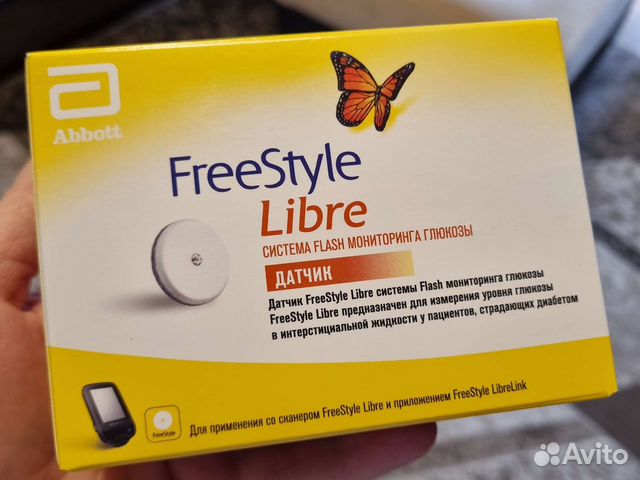 Abbott
FreeStyle
Libre
СИСТЕМА FLASH МОНИТОРИНГА ГЛЮКОЗЫ
ДАТЧИК
Датчик FreeStyle Libre системы Flash мониторинга глюкозы
FreeStyle Libre предназначен для измерения уровня глюкозы
в интерстициальной жидкости у пациентов, страдающих диабетом
FreeStyle
Для применения со сканером FreeStyle Libre и приложением FreeStyle LibreLink
Avito